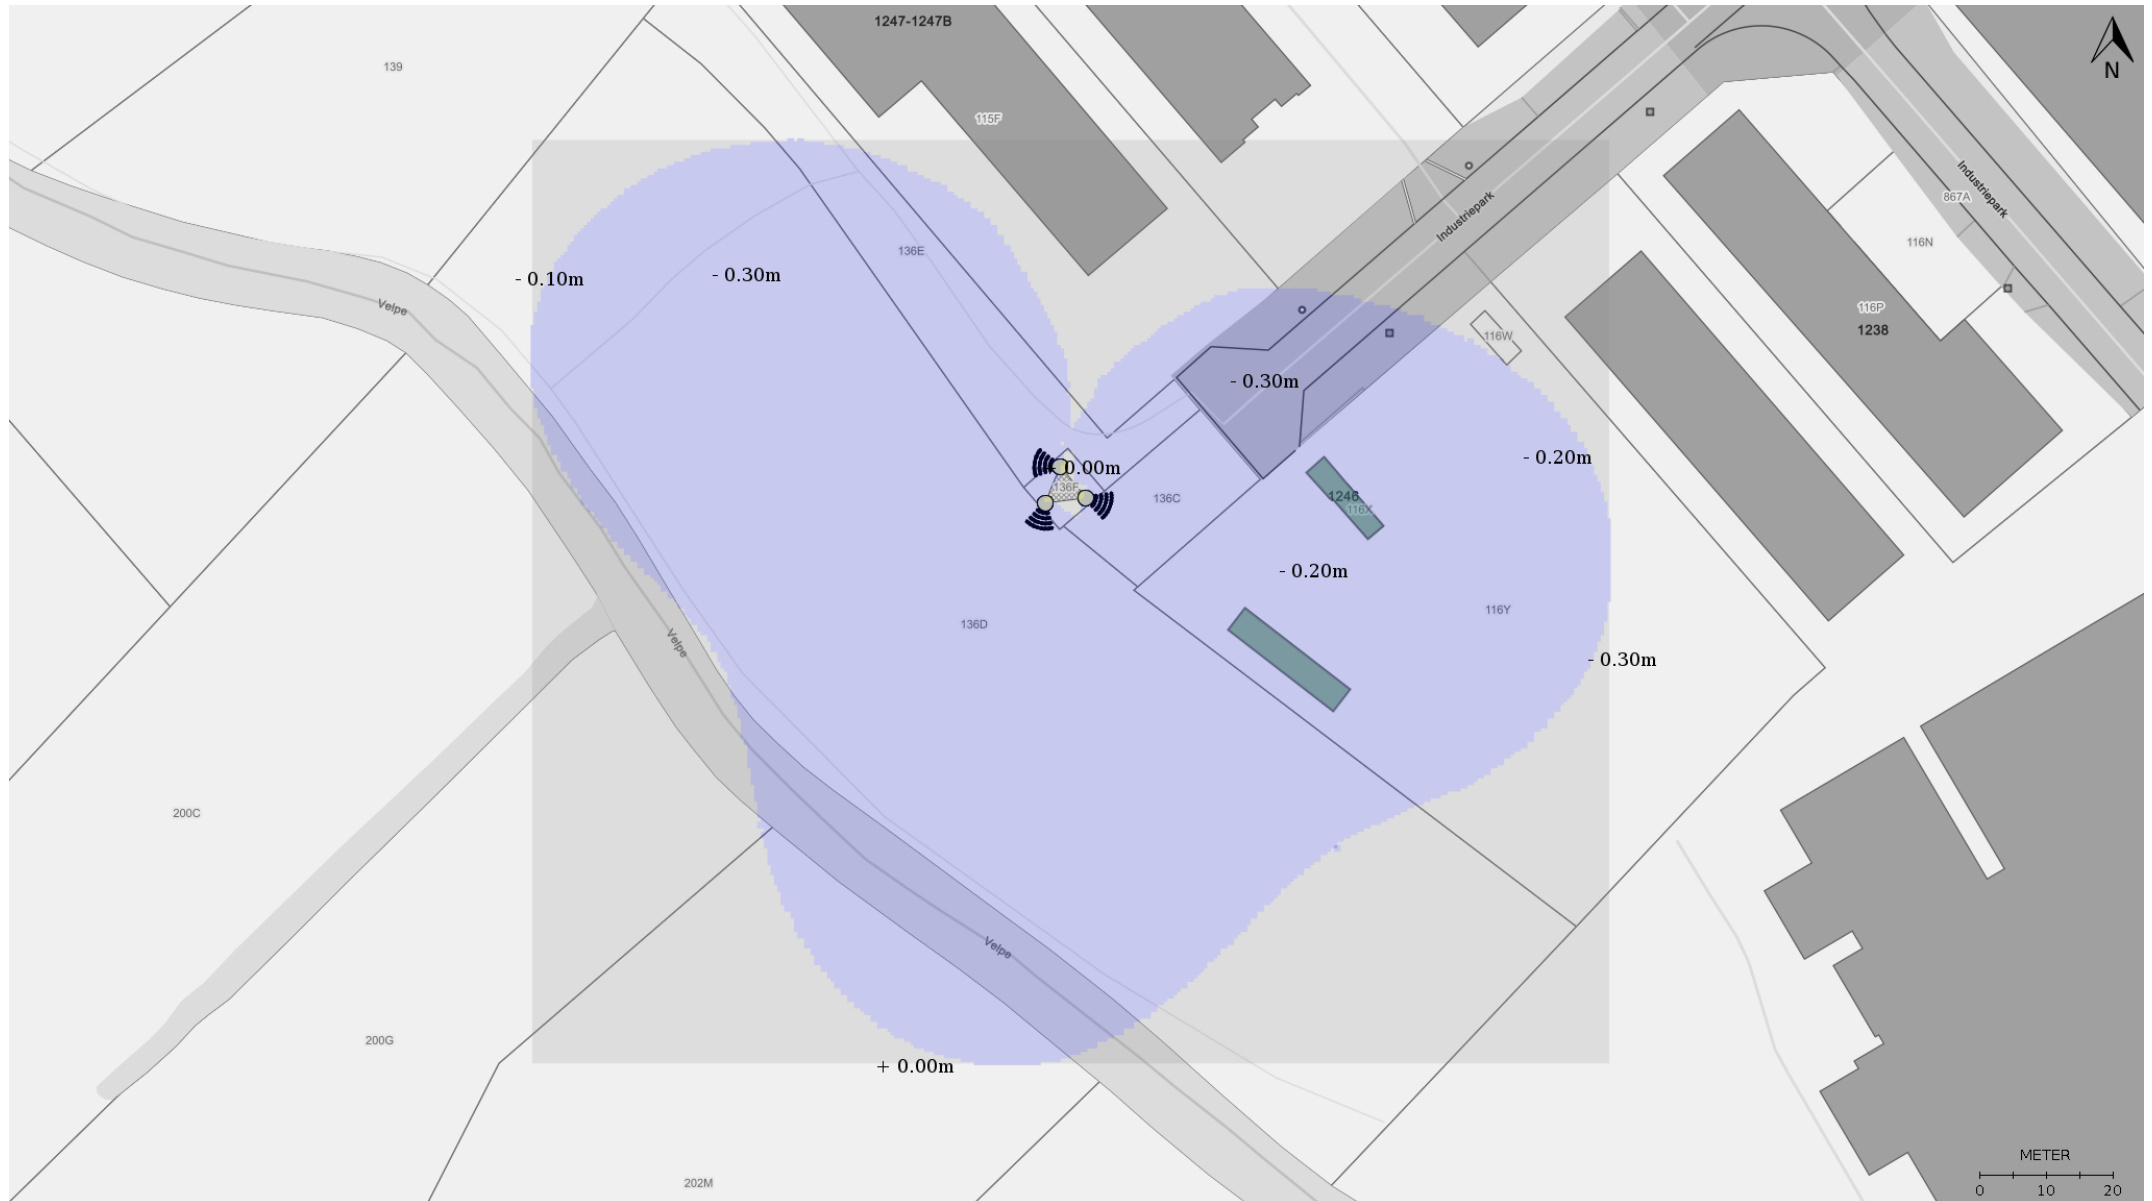 1247-1247B
N
139
115F
Industriepark
Industriepark
867A
116N
136E
- 0.10m
- 0.30m
Velpe
116P
1238
116W
- 0.30m
- 0.20m
- 0.00m
136F
136C
1246
116X
- 0.20m
116Y
136D
Velpe
- 0.30m
200C
Velpe
200G
+ 0.00m
METER
0 10 20
202M